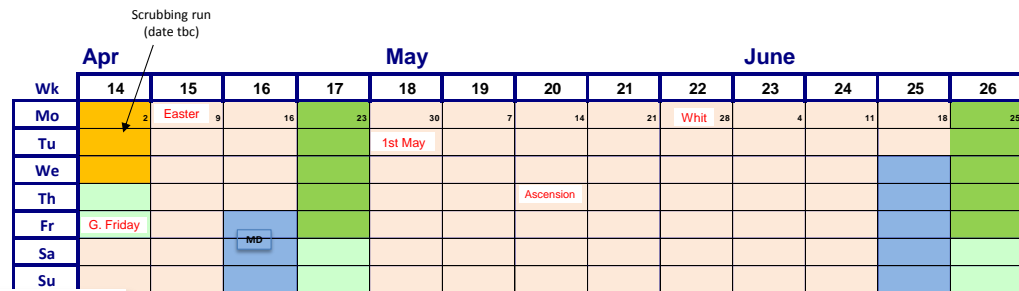 Scrubbing run
(date tbc)
Apr May June
Wk 14 15 16 17 18 19 20 21 22 23 24 25 26
Mo 2 Easter 9 16 23 30 7 14 21 Whit 28 4 11 18 25
Tu 1st May
We
Th Ascension
Fr G. Friday
MD
Sa
Su